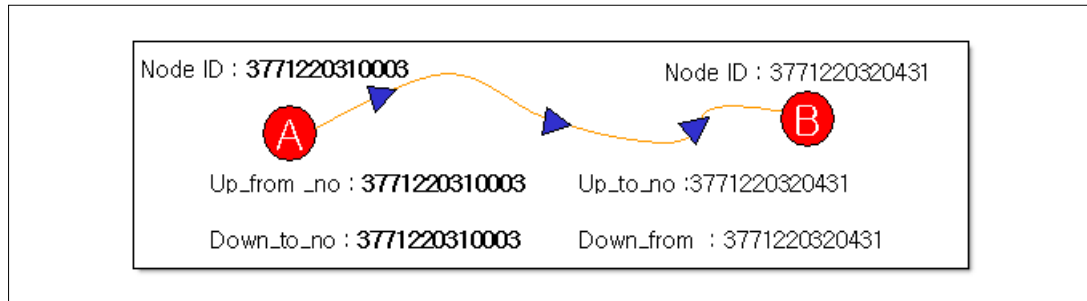 Node ID : 3771220310003
Node ID : 3771220320431
A
B
Up_from _no : 3771220310003
Up_to_no :3771220320431
Down_to_no : 3771220310003
Down_from : 3771220320431